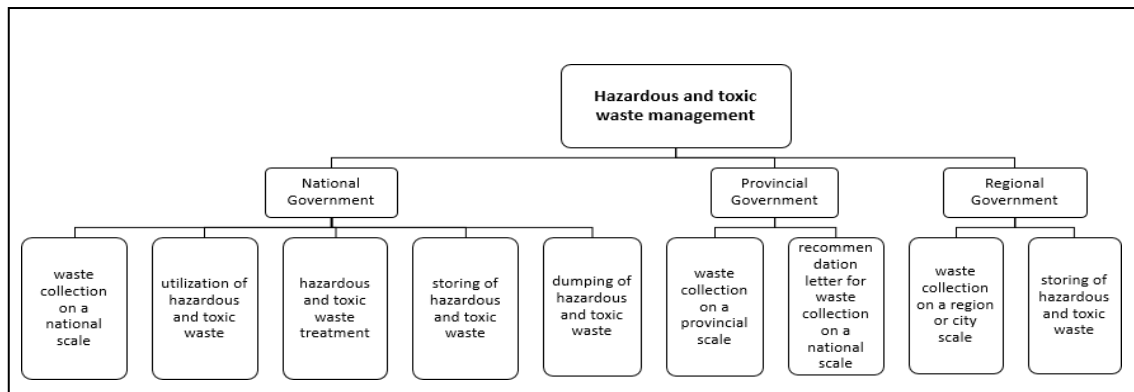 Hazardous and toxic
waste management
National
Government
Provincial
Government
Regional
Government
waste
collection
on a
national
scale
utilization of
hazardous
and toxic
waste
hazardous
and toxic
waste
treatment
storing of
hazardous
and toxic
waste
dumping of
hazardous
and toxic
waste
waste
collection on
a provincial
scale
recommen
dation
letter for
waste
collection
on a
national
scale
waste
collection
on a region
or city
scale
storing of
hazardous
and toxic
waste